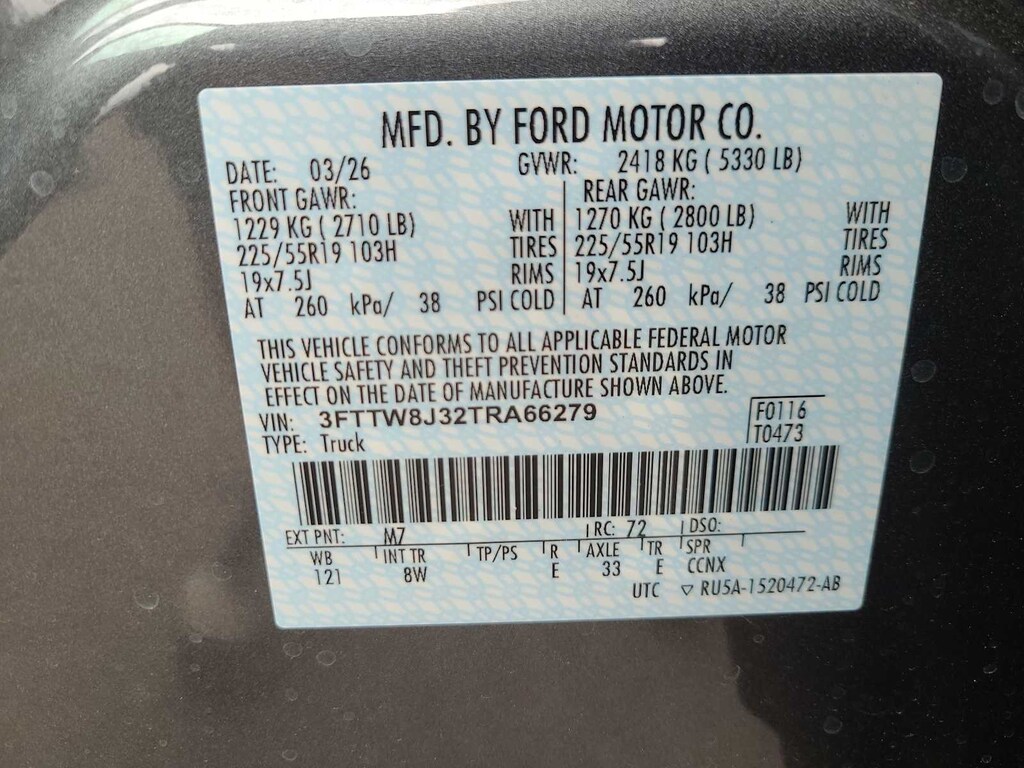 MFD. BY FORD MOTOR CO.
DATE: 03/26 GVWR: 2418 KG ( 5330 LB)
FRONT GAWR: REAR GAWR:
1229 KG ( 2710 LB) WITH 1270 KG ( 2800 LB) WITH
225/55R19 103H TIRES 225/55R19 103H TIRES
19x7.5J RIMS 19x7.5J RIMS
AT 260 kPa/ 38 PSI COLD AT 260 kPa/ 38 PSI COLD
THIS VEHICLE CONFORMS TO ALL APPLICABLE FEDERAL MOTOR
VEHICLE SAFETY AND THEFT PREVENTION STANDARDS IN
EFFECT ON THE DATE OF MANUFACTURE SHOWN ABOVE.
VIN: 3FTTW8J32TRA66279 F0116
TYPE: Truck T0473
EXT PNT: M7 RC: 72 DSO:
WB INT TR TP/PS R AXLE TR SPR
121 8W E 33 E CCNX
UTC ▽ RU5A-1520472-AB